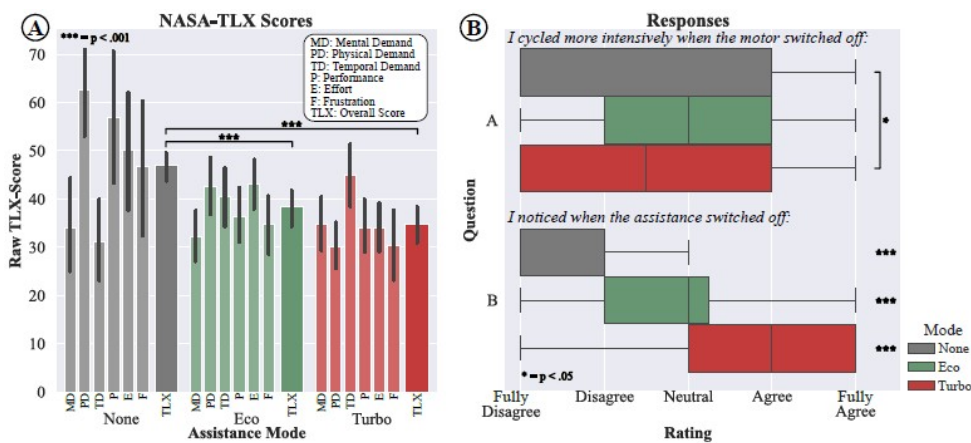 A
NASA-TLX Scores
*** = p < .001
MD: Mental Demand
PD: Physical Demand
TD: Temporal Demand
P: Performance
E: Effort
F: Frustration
TLX: Overall Score
***
***
Raw TLX-Score
70
60
50
40
30
20
10
0
MD PD TD P E F TLX MD PD TD P E F TLX MD PD TD P E F TLX
None Eco Turbo
Assistance Mode
B
Responses
I cycled more intensively when the motor switched off:
A
*
Question
I noticed when the assistance switched off:
B
***
***
***
* = p < .05
Mode
None
Eco
Turbo
Fully Disagree Neutral Agree Fully
Disagree Agree
Rating